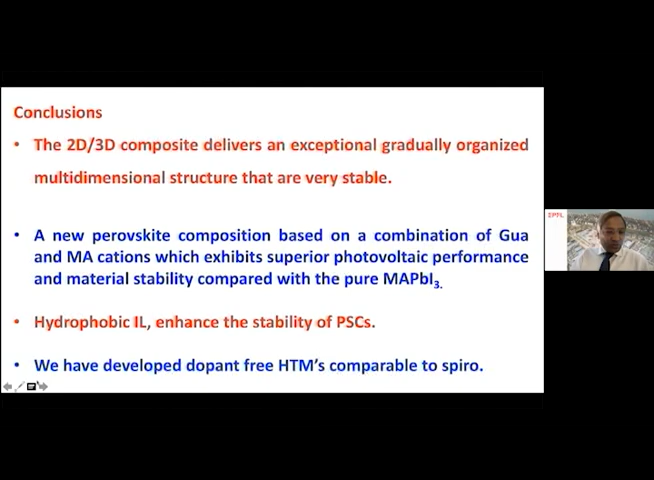 Conclusions
• The 2D/3D composite delivers an exceptional gradually organized
multidimensional structure that are very stable.
• A new perovskite composition based on a combination of Gua
and MA cations which exhibits superior photovoltaic performance
and material stability compared with the pure MAPbI3.
• Hydrophobic IL, enhance the stability of PSCs.
• We have developed dopant free HTM's comparable to spiro.
EPFL